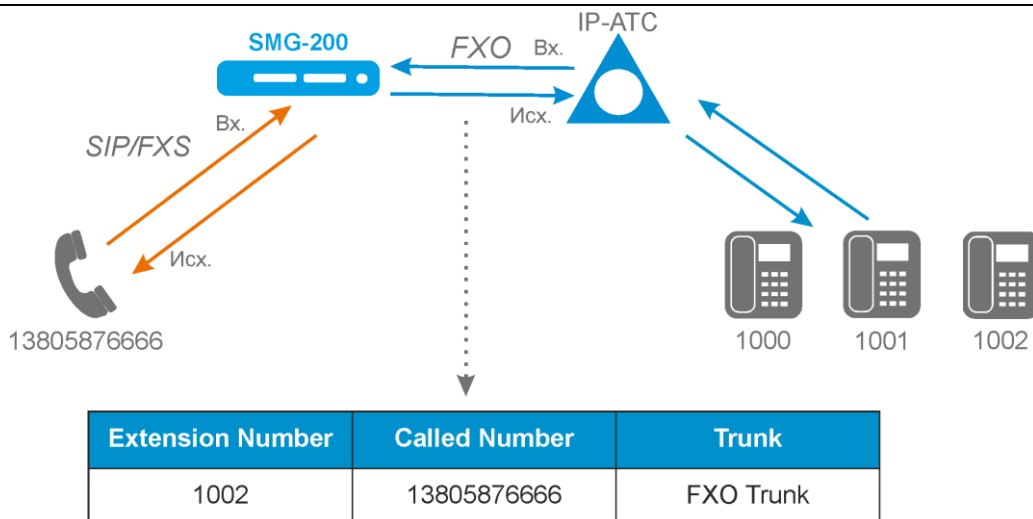 IP-АТС
SMG-200
FXO Вх.
Исх.
Вх.
SIP/FXS
Исх.
13805876666
1000 1001 1002
Extension Number Called Number Trunk
1002 13805876666 FXO Trunk